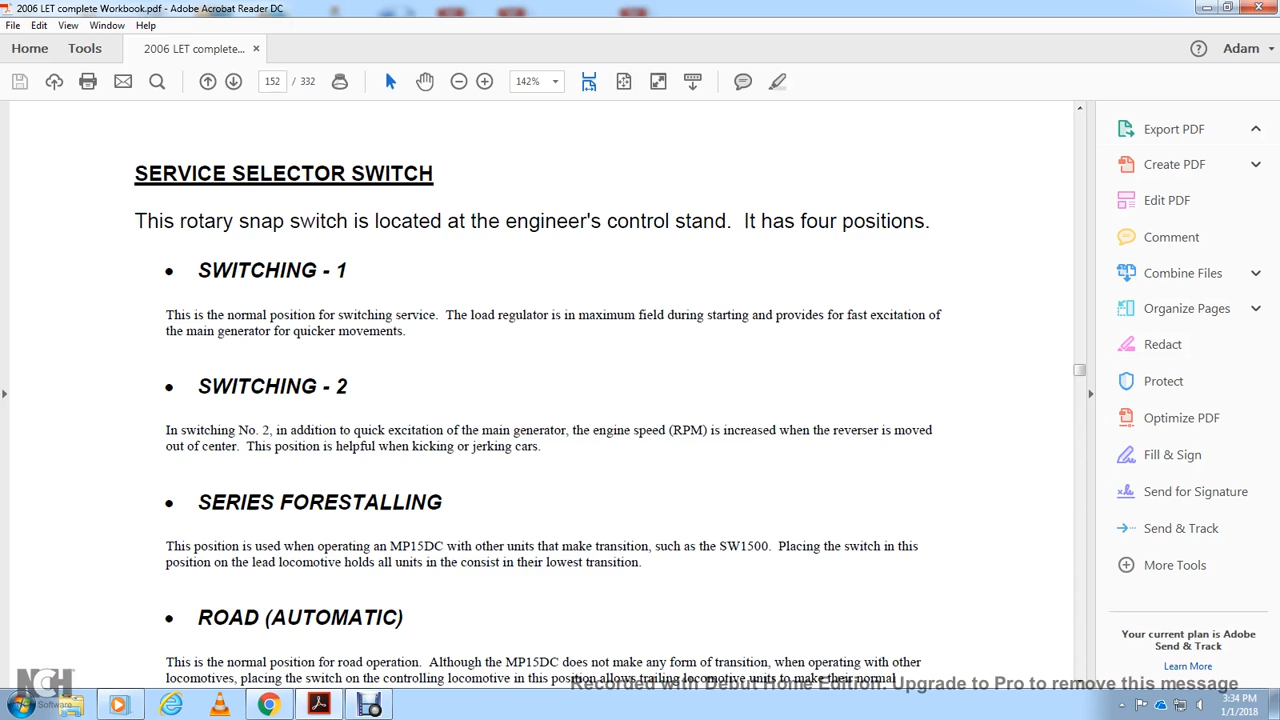 2006 LET complete Workbook.pdf - Adobe Acrobat Reader DC
File Edit View Window Help
Home Tools 2006 LET complete... × Adam
152 / 332 142%
SERVICE SELECTOR SWITCH
This rotary snap switch is located at the engineer's control stand. It has four positions.
• SWITCHING - 1
This is the normal position for switching service. The load regulator is in maximum field during starting and provides for fast excitation of
the main generator for quicker movements.
• SWITCHING - 2
In switching No. 2, in addition to quick excitation of the main generator, the engine speed (RPM) is increased when the reverser is moved
out of center. This position is helpful when kicking or jerking cars.
• SERIES FORESTALLING
This position is used when operating an MP15DC with other units that make transition, such as the SW1500. Placing the switch in this
position on the lead locomotive holds all units in the consist in their lowest transition.
• ROAD (AUTOMATIC)
This is the normal position for road operation. Although the MP15DC does not make any form of transition, when operating with other
locomotives, placing the switch on the controlling locomotive in this position allows trailing locomotive units to make their normal
Export PDF
Create PDF
Edit PDF
Comment
Combine Files
Organize Pages
Redact
Protect
Optimize PDF
Fill & Sign
Send for Signature
Send & Track
More Tools
Your current plan is Adobe
Send & Track
Learn More
NCH
Software
Recorded with Debut Home Edition. Upgrade to Pro to remove this message
3:34 PM
1/1/2018